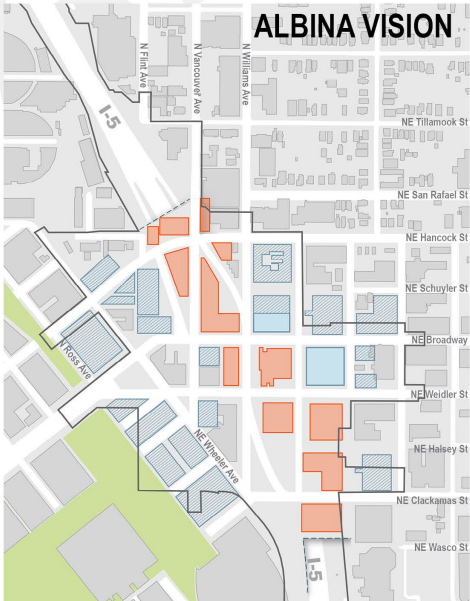 ALBINA VISION
N Flint Ave
N Vancouver Ave
N Williams Ave
I-5
NE Tillamook St
NE San Rafael St
NE Hancock St
NE Schuyler St
NE Broadway
N Ross Ave
NE Weidler St
NE Wheeler Ave
NE Halsey St
NE Clackamas St
NE Wasco St
I-5